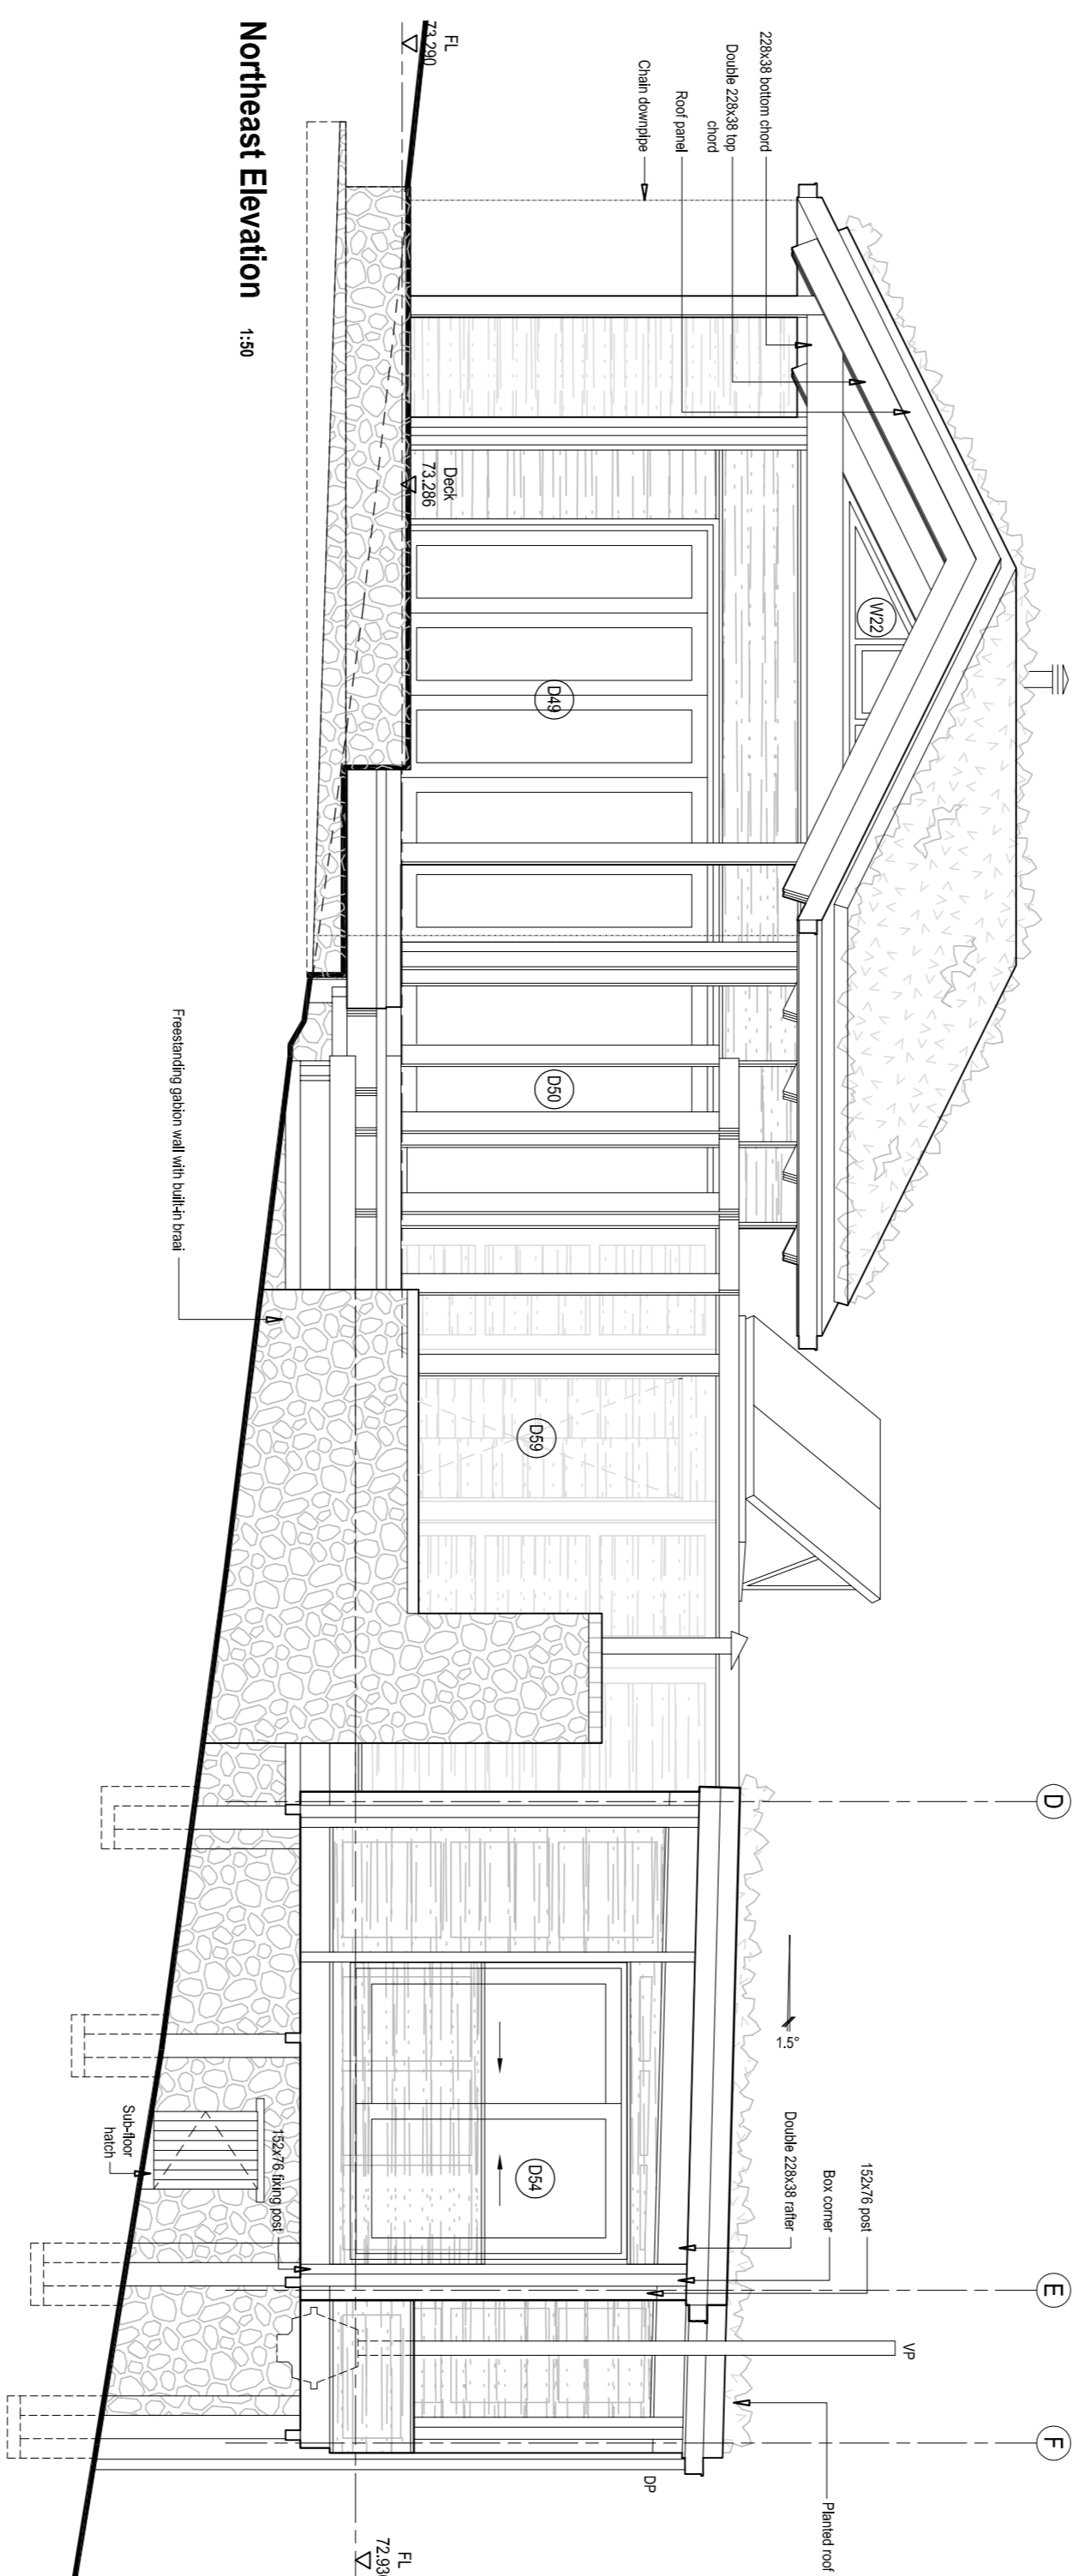 Northeast Elevation 1:50
FL
73.290
228x38 bottom chord
Double 228x38 top
chord
Roof panel
Chain downpipe
Deck
73.286
W22
D49
D50
D59
Freestanding gabion wall with built-in braai
D
1.5°
Double 228x38 rafter
Box corner
152x76 post
D54
Sub-floor
hatch
152x76 fixing post
E
VP
F
DP
Planted roof
FL